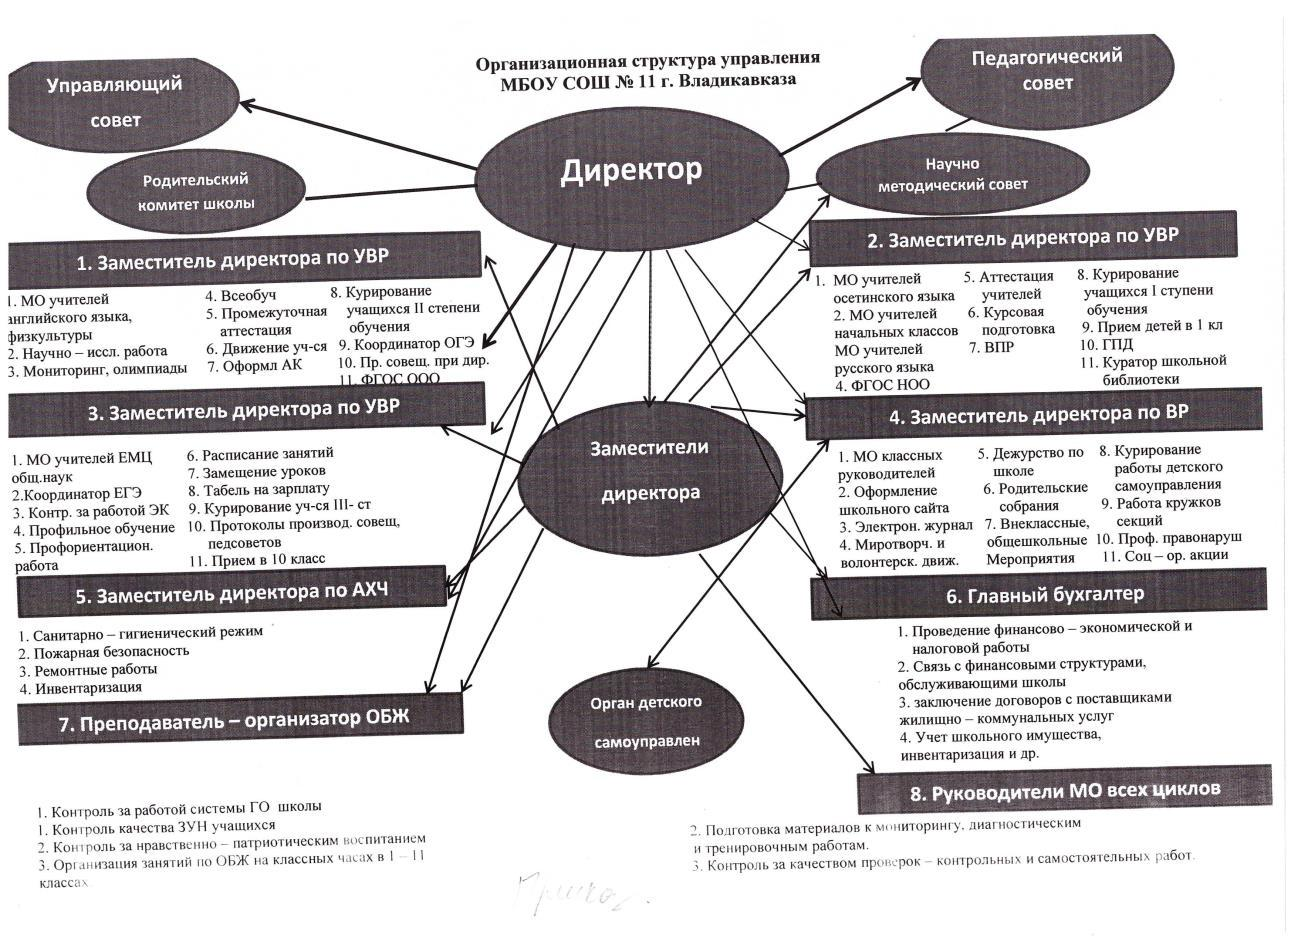 Организационная структура управления
МБОУ СОШ № 11 г. Владикавказа
Управляющий
совет
Педагогический
совет
Директор
Родительский
комитет школы
Научно
методический совет
1. Заместитель директора по УВР
1. МО учителей
английского языка,
физкультуры
2. Научно – иссл. работа
3. Мониторинг, олимпиады
4. Всеобуч
5. Промежуточная
аттестация
6. Движение уч-ся
7. Оформл АК
8. Курирование
учащихся II степени
обучения
9. Координатор ОГЭ
10. Пр. совещ. при дир.
11. ФГОС ООО
2. Заместитель директора по УВР
1. МО учителей
осетинского языка
2. МО учителей
начальных классов
МО учителей
русского языка
4. ФГОС НОО
5. Аттестация
учителей
6. Курсовая
подготовка
7. ВПР
8. Курирование
учащихся I ступени
обучения
9. Прием детей в 1 кл
10. ГПД
11. Куратор школьной
библиотеки
3. Заместитель директора по УВР
1. МО учителей ЕМЦ
общ.наук
2.Координатор ЕГЭ
3. Контр. за работой ЭК
4. Профильное обучение
5. Профориентацион.
работа
6. Расписание занятий
7. Замещение уроков
8. Табель на зарплату
9. Курирование уч-ся III- ст
10. Протоколы производ. совещ,
педсоветов
11. Прием в 10 класс
Заместители
директора
4. Заместитель директора по ВР
1. МО классных
руководителей
2. Оформление
школьного сайта
3. Электрон. журнал
4. Миротворч. и
волонтерск. движ.
5. Дежурство по
школе
6. Родительские
собрания
7. Внеклассные,
общешкольные
Мероприятия
8. Курирование
работы детского
самоуправления
9. Работа кружков
секций
10. Проф. правонаруш
11. Соц – ор. акции
5. Заместитель директора по АХЧ
1. Санитарно – гигиенический режим
2. Пожарная безопасность
3. Ремонтные работы
4. Инвентаризация
6. Главный бухгалтер
1. Проведение финансово – экономической и
налоговой работы
2. Связь с финансовыми структурами,
обслуживающими школы
3. заключение договоров с поставщиками
жилищно – коммунальных услуг
4. Учет школьного имущества,
инвентаризация и др.
Орган детского
самоуправлен
7. Преподаватель – организатор ОБЖ
1. Контроль за работой системы ГО школы
1. Контроль качества ЗУН учащихся
2. Контроль за нравственно – патриотическим воспитанием
3. Организация занятий по ОБЖ на классных часах в 1 – 11
классах
8. Руководители МО всех циклов
2. Подготовка материалов к мониторингу, диагностическим
и тренировочным работам.
3. Контроль за качеством проверок – контрольных и самостоятельных работ.